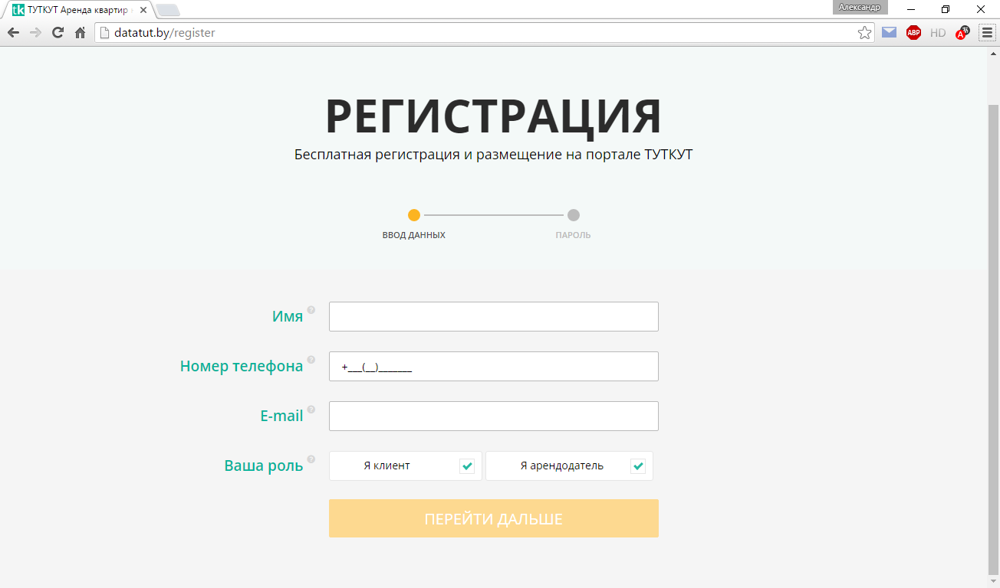 Александр
tk ТУТКУТ Аренда квартир
datatut.by/register
ABP HD A
РЕГИСТРАЦИЯ
Бесплатная регистрация и размещение на портале ТУТКУТ
ВВОД ДАННЫХ ПАРОЛЬ
Имя ?
Номер телефона ? +___(__)_______
E-mail ?
Ваша роль ? Я клиент Я арендодатель
ПЕРЕЙТИ ДАЛЬШЕ